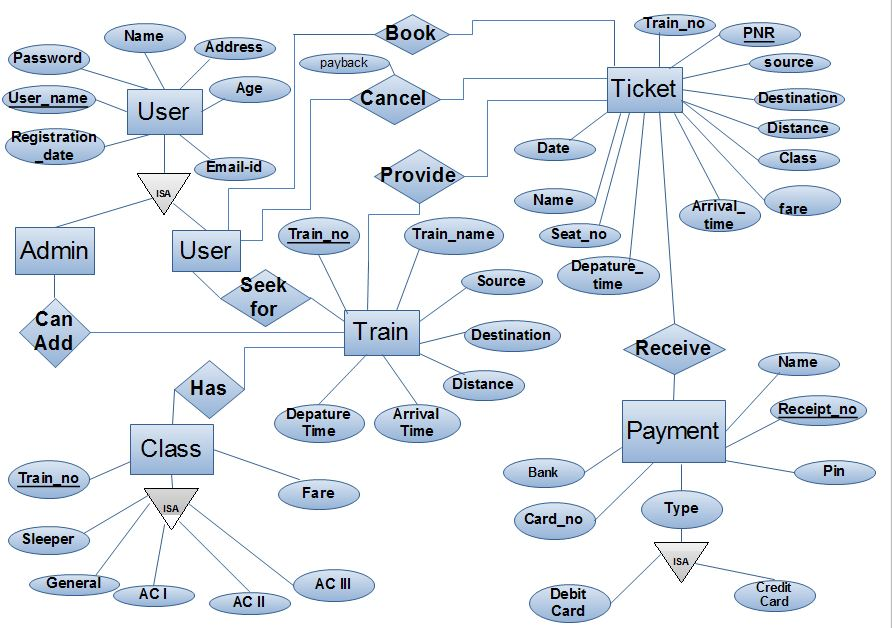 Book
Train_no
PNR
source
Name
Address
Password
payback
Ticket
Age
Cancel
User_name
User
Destination
Distance
Registration
_date
Date
Class
Email-id
Provide
ISA
Name
Arrival_
time
fare
Admin
User
Train_no
Train_name
Seat_no
Depature_
time
Seek
for
Source
Can
Add
Train
Destination
Receive
Name
Has
Distance
Depature
Time
Arrival
Time
Receipt_no
Payment
Class
Train_no
Fare
Bank
Pin
ISA
Card_no
Type
Sleeper
ISA
General
AC I
AC II
AC III
Debit
Card
Credit
Card